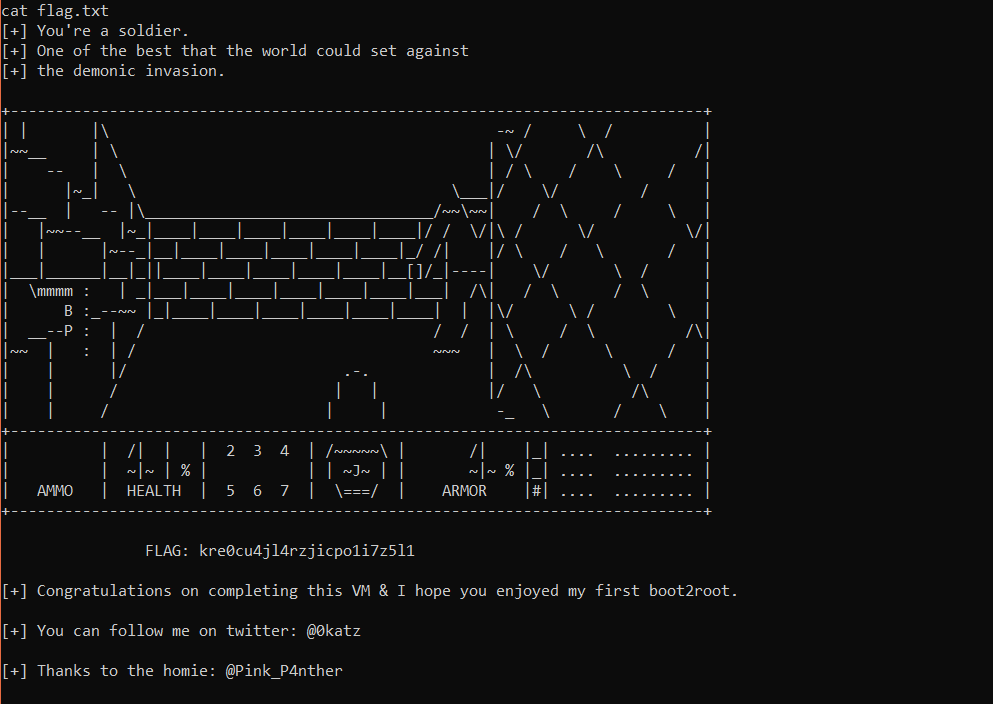 cat flag.txt
[+] You're a soldier.
[+] One of the best that the world could set against
[+] the demonic invasion.
2 3 4
%
%
AMMO HEALTH 5 6 7 ARMOR
FLAG: kre0cu4jl4rzjicpo1i7z5l1
[+] Congratulations on completing this VM & I hope you enjoyed my first boot2root.
[+] You can follow me on twitter: @0katz
[+] Thanks to the homie: @Pink_P4nther